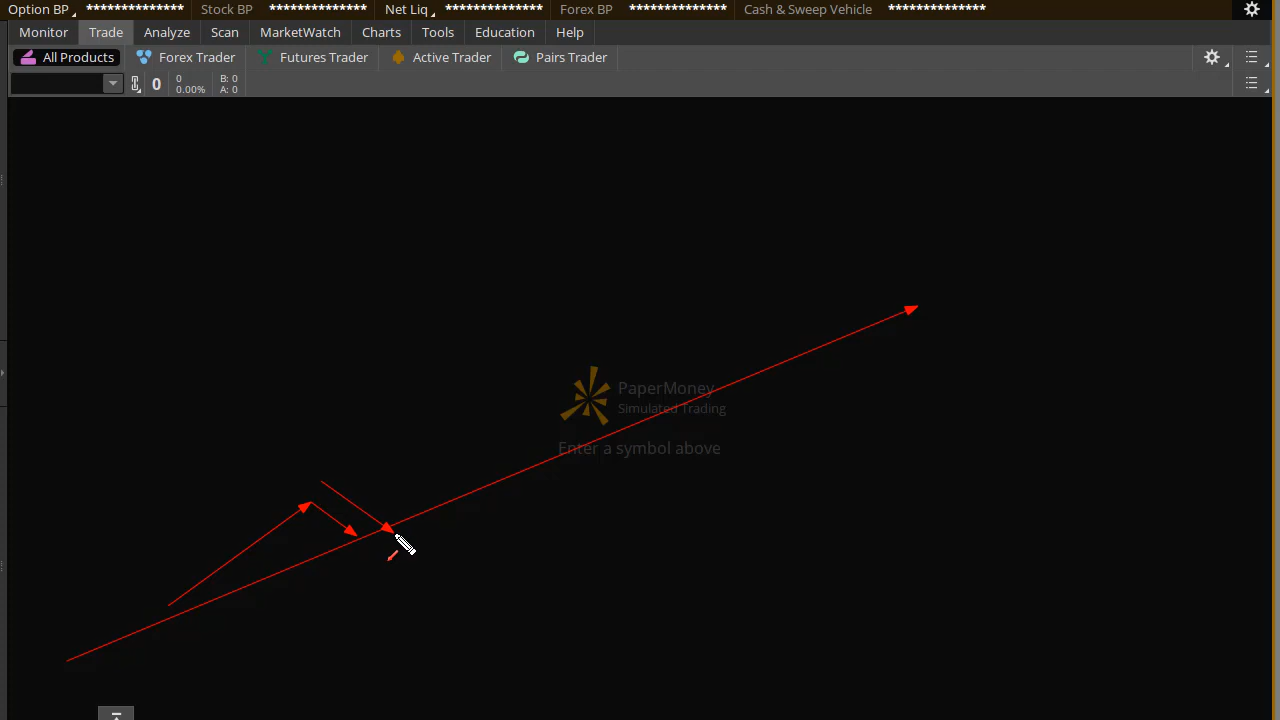 Option BP ************** Stock BP ************** Net Liq ************** Forex BP ************** Cash & Sweep Vehicle **************
Monitor Trade Analyze Scan MarketWatch Charts Tools Education Help
All Products Forex Trader Futures Trader Active Trader Pairs Trader
0 0 B: 0
0.00% A: 0
PaperMoney
Simulated Trading
Enter a symbol above